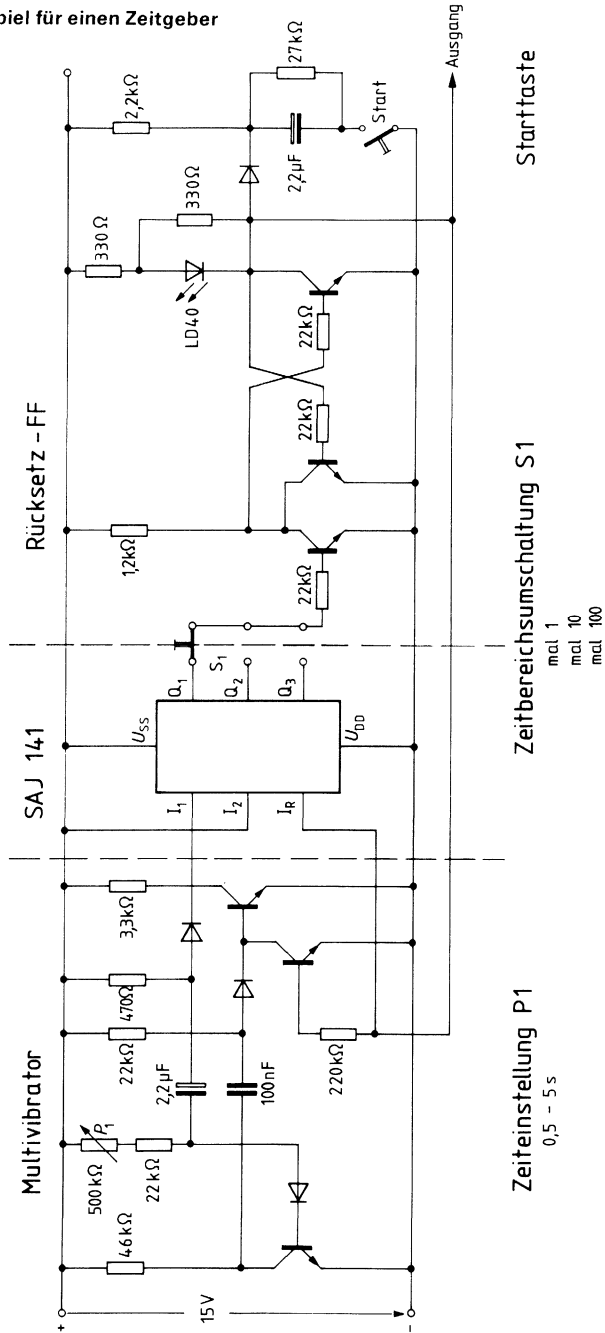 piel für einen Zeitgeber
Multivibrator
SAJ 141
Rücksetz-FF
+
15V
-
46kΩ
500kΩ
P1
22kΩ
22kΩ
2,2µF
470Ω
100nF
3,3kΩ
220kΩ
USS
I1
I2
IR
Q1
Q2
Q3
UDD
S1
1,2kΩ
22kΩ
22kΩ
22kΩ
330Ω
330Ω
LD40
2,2kΩ
27kΩ
2,2µF
Start
Ausgang
Zeiteinstellung P1
0,5 - 5 s
Zeitbereichsumschaltung S1
mal 1
mal 10
mal 100
Starttaste